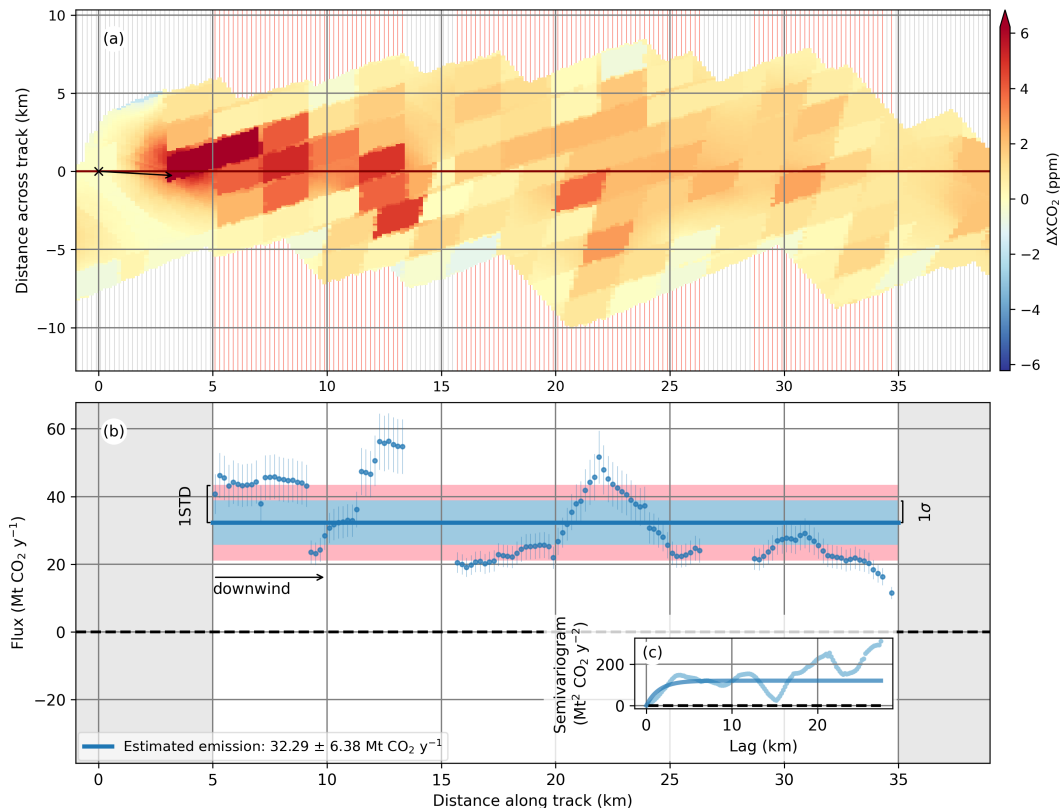 (a)
10
5
0
−5
−10
Distance across track (km)
0
5
10
15
20
25
30
35
6
4
2
0
−2
−4
−6
ΔXCO₂ (ppm)
(b)
60
40
20
0
−20
Flux (Mt CO₂ y⁻¹)
1STD
1σ
downwind
Estimated emission: 32.29 ± 6.38 Mt CO₂ y⁻¹
(c)
200
0
Semivariogram
(Mt² CO₂ y⁻²)
0
10
20
Lag (km)
0
5
10
15
20
25
30
35
Distance along track (km)